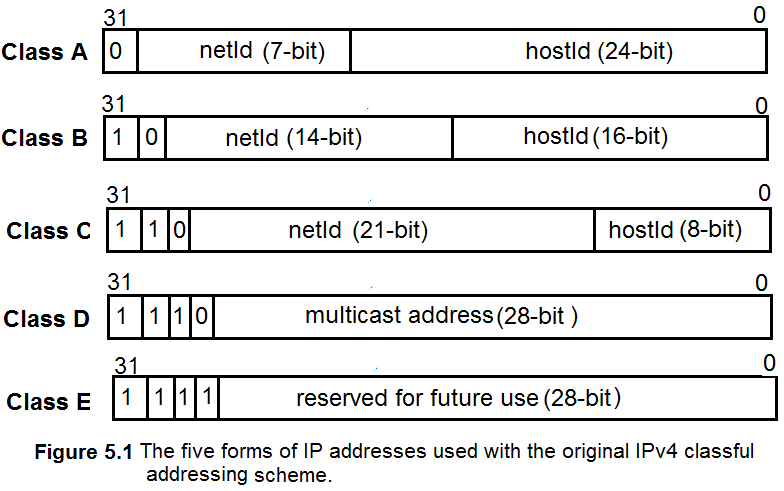 31 0
Class A 0 netId (7-bit) hostId (24-bit)
31 0
Class B 1 0 netId (14-bit) hostId (16-bit)
31 0
Class C 1 1 0 netId (21-bit) hostId (8-bit)
31 0
Class D 1 1 1 0 multicast address (28-bit )
31 0
Class E 1 1 1 1 reserved for future use (28-bit)
Figure 5.1 The five forms of IP addresses used with the original IPv4 classful
addressing scheme.